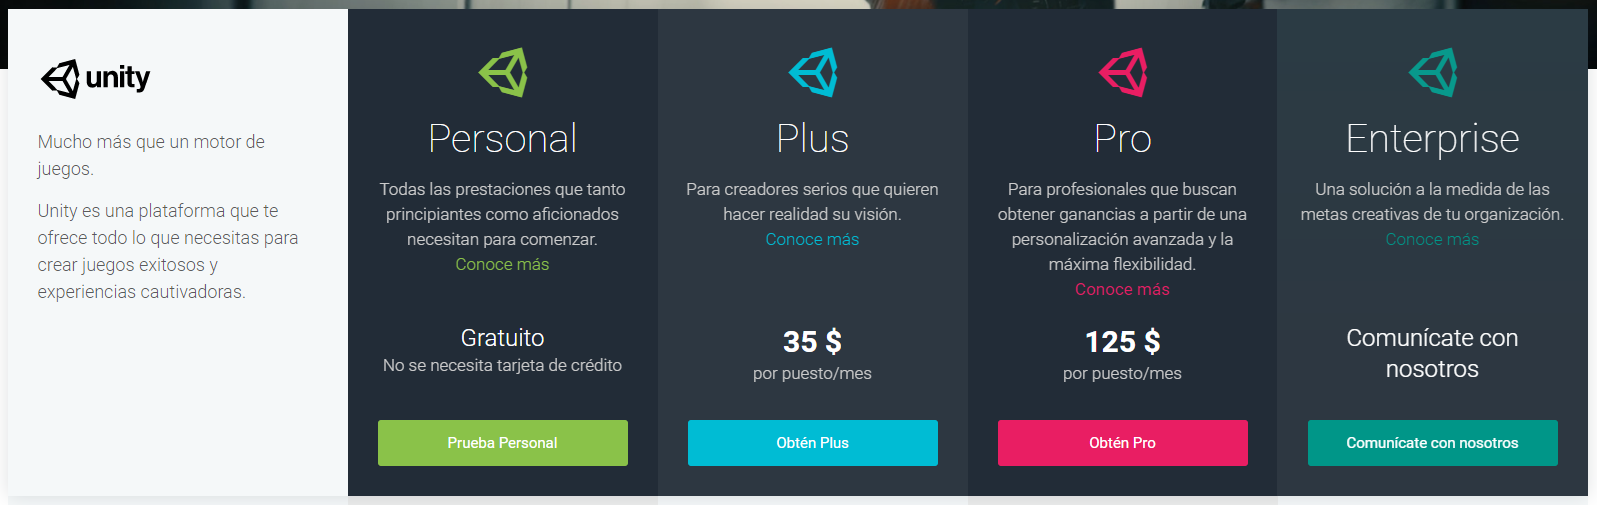 unity
Mucho más que un motor de
juegos.
Unity es una plataforma que te
ofrece todo lo que necesitas para
crear juegos exitosos y
experiencias cautivadoras.
Personal
Todas las prestaciones que tanto
principiantes como aficionados
necesitan para comenzar.
Conoce más
Gratuito
No se necesita tarjeta de crédito
Prueba Personal
Plus
Para creadores serios que quieren
hacer realidad su visión.
Conoce más
35 $
por puesto/mes
Obtén Plus
Pro
Para profesionales que buscan
obtener ganancias a partir de una
personalización avanzada y la
máxima flexibilidad.
Conoce más
125 $
por puesto/mes
Obtén Pro
Enterprise
Una solución a la medida de las
metas creativas de tu organización.
Conoce más
Comunícate con
nosotros
Comunícate con nosotros